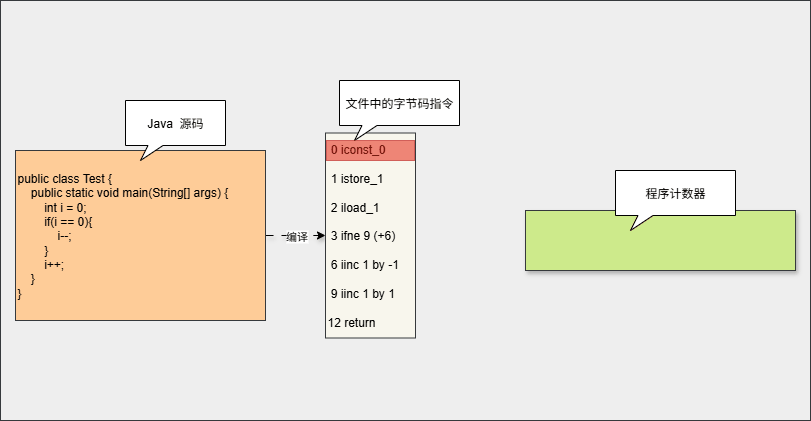 Java 源码
public class Test {
public static void main(String[] args) {
int i = 0;
if(i == 0){
i--;
}
i++;
}
}
编译
文件中的字节码指令
0 iconst_0
1 istore_1
2 iload_1
3 ifne 9 (+6)
6 iinc 1 by -1
9 iinc 1 by 1
12 return
程序计数器